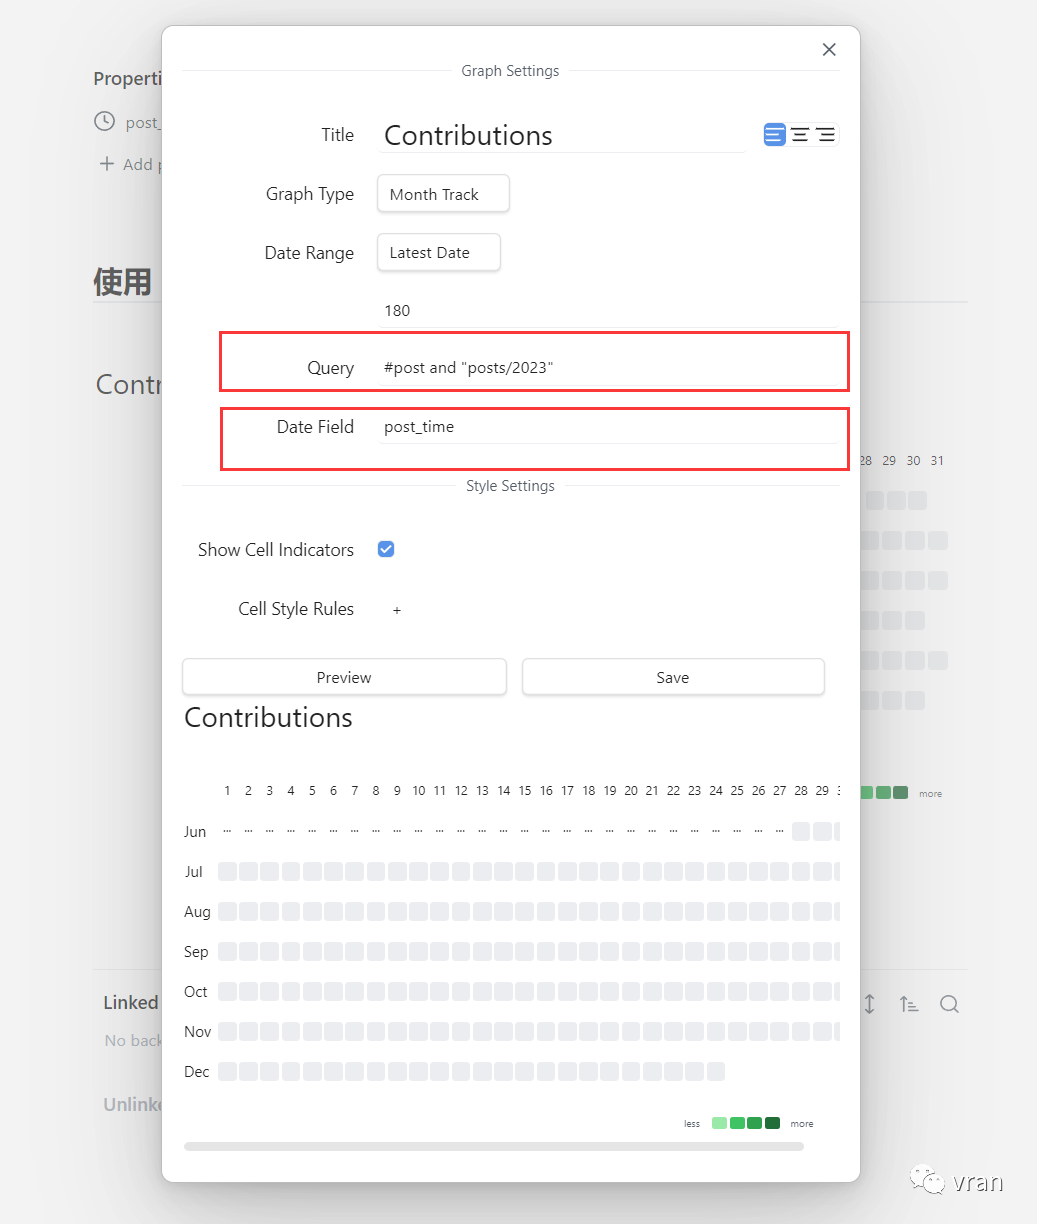 Graph Settings
Properti
post_
Add p
Title Contributions
Graph Type Month Track
Date Range Latest Date
使用
180
Query #post and "posts/2023"
Contr
Date Field post_time
28 29 30 31
Style Settings
Show Cell Indicators
Cell Style Rules +
Preview Save
Contributions
1 2 3 4 5 6 7 8 9 10 11 12 13 14 15 16 17 18 19 20 21 22 23 24 25 26 27 28 29
more
Jun ... ... ... ... ... ... ... ... ... ... ... ... ... ... ... ... ... ... ... ... ... ... ... ... ... ... ...
Jul
Aug
Sep
Oct
Nov
Dec
Linked
No back
Unlinke
less more
vran